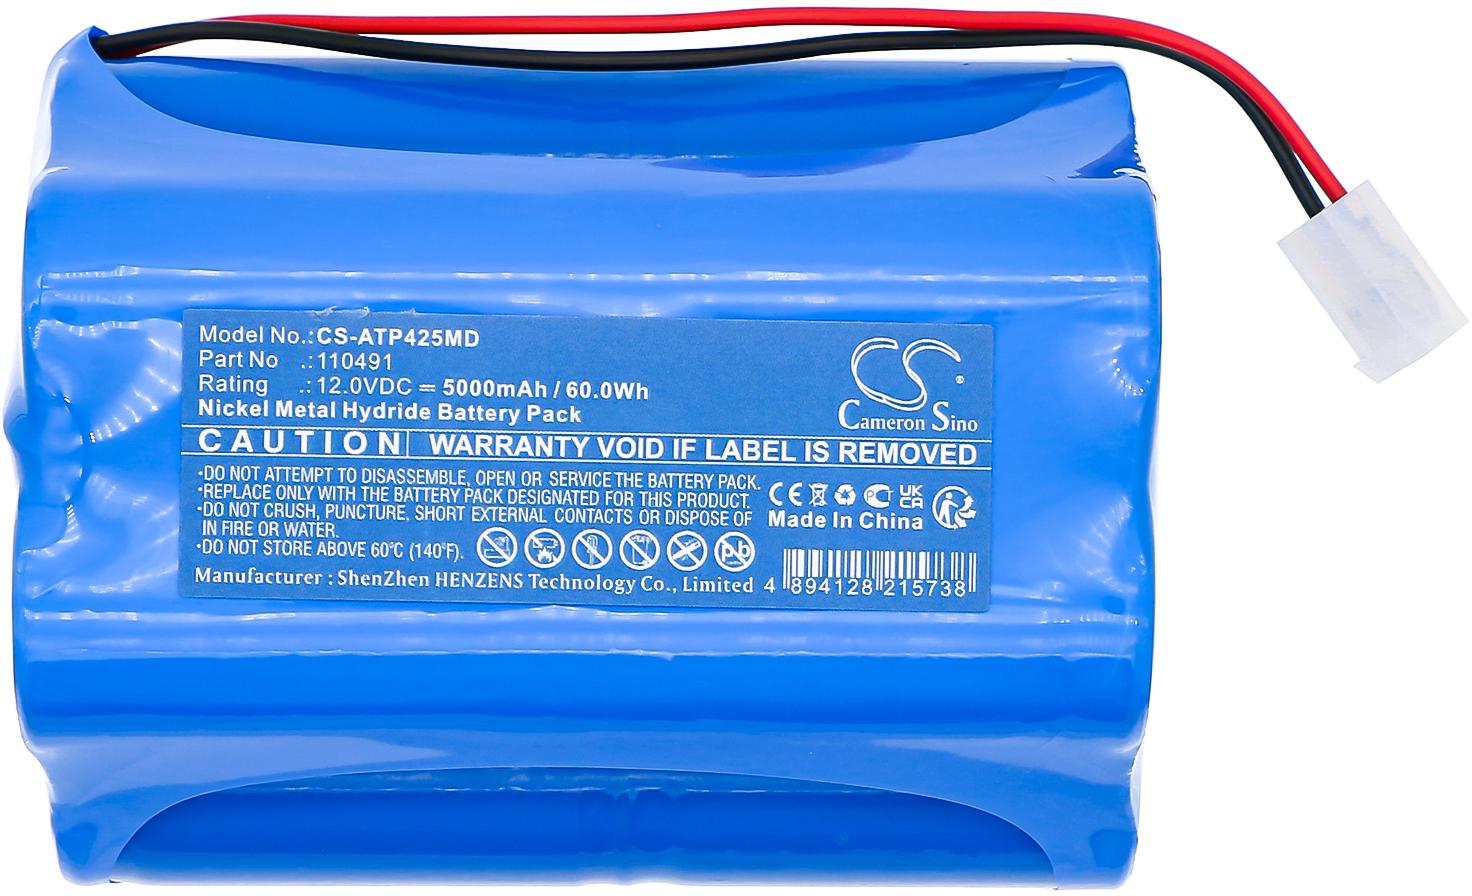 Model No.:CS-ATP425MD
Part No .:110491
Rating .:12.0VDC ⎓ 5000mAh / 60.0Wh
Nickel Metal Hydride Battery Pack
CS®
Cameron Sino
CAUTION | WARRANTY VOID IF LABEL IS REMOVED
•DO NOT ATTEMPT TO DISASSEMBLE, OPEN OR SERVICE THE BATTERY PACK.
•REPLACE ONLY WITH THE BATTERY PACK DESIGNATED FOR THIS PRODUCT.
•DO NOT CRUSH, PUNCTURE, SHORT EXTERNAL CONTACTS OR DISPOSE OF
IN FIRE OR WATER.
•DO NOT STORE ABOVE 60°C (140°F).
Pb
CE UK CA
Made In China
Manufacturer : ShenZhen HENZENS Technology Co., Limited
4 894128 215738